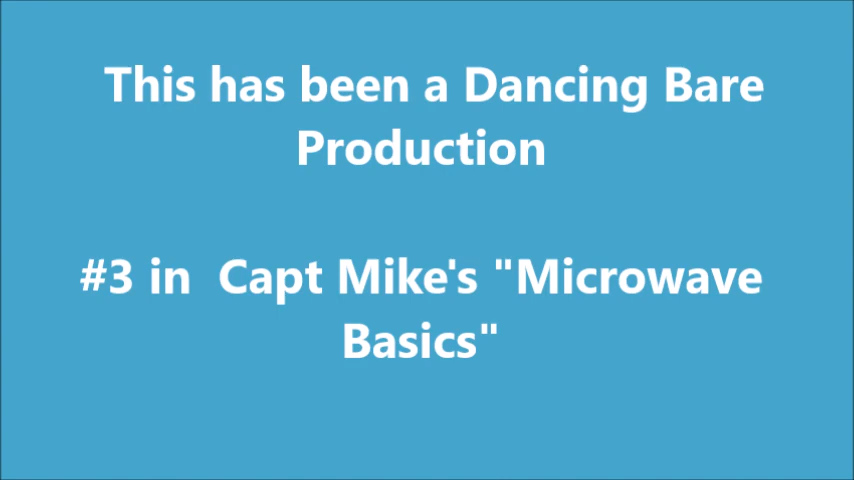 This has been a Dancing Bare
Production
#3 in  Capt Mike's "Microwave
Basics"